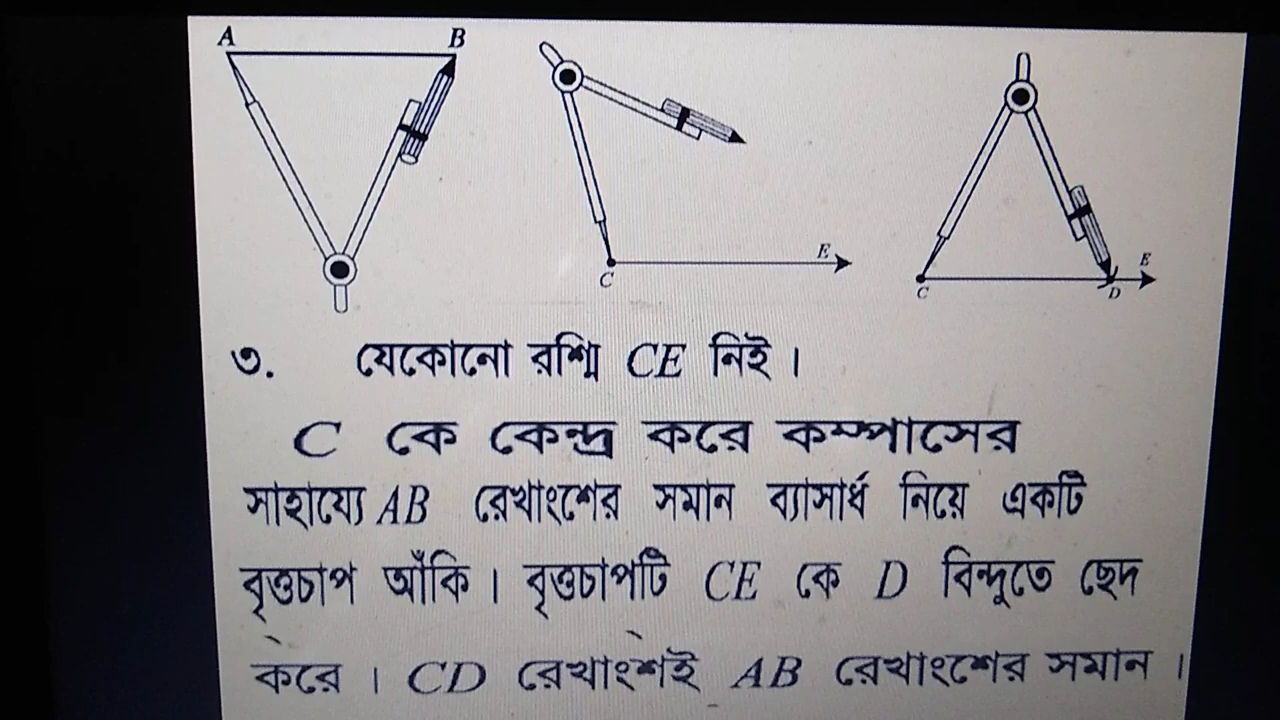 A B
C E
C D E
৩. যেকোনো রশ্মি CE নিই ।
C কে কেন্দ্র করে কম্পাসের
সাহায্যে AB রেখাংশের সমান ব্যাসার্ধ নিয়ে একটি
বৃত্তচাপ আঁকি । বৃত্তচাপটি CE কে D বিন্দুতে ছেদ
করে । CD রেখাংশই AB রেখাংশের সমান ।